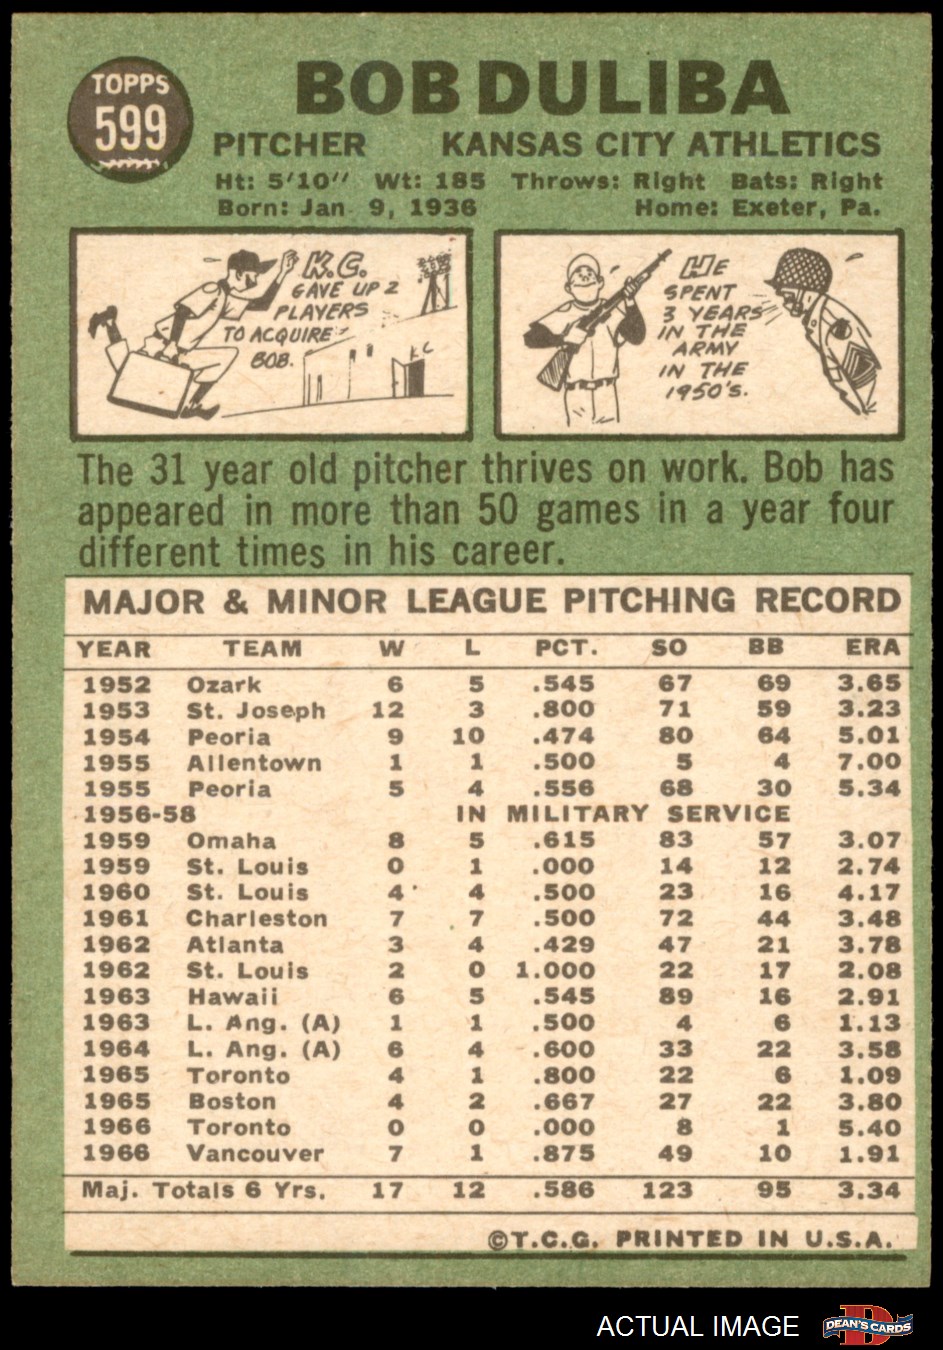 TOPPS
599
BOB DULIBA
PITCHER KANSAS CITY ATHLETICS
Ht: 5'10" Wt: 185 Throws: Right Bats: Right
Born: Jan 9, 1936 Home: Exeter, Pa.
K.C.
GAVE UP 2
PLAYERS
TO ACQUIRE
BOB.
KC
HE
SPENT
3 YEARS
IN THE
ARMY
IN THE
1950'S.
The 31 year old pitcher thrives on work. Bob has
appeared in more than 50 games in a year four
different times in his career.
MAJOR & MINOR LEAGUE PITCHING RECORD
YEAR TEAM W L PCT. SO BB ERA
1952 Ozark 6 5 .545 67 69 3.65
1953 St. Joseph 12 3 .800 71 59 3.23
1954 Peoria 9 10 .474 80 64 5.01
1955 Allentown 1 1 .500 5 4 7.00
1955 Peoria 5 4 .556 68 30 5.34
1956-58 IN MILITARY SERVICE
1959 Omaha 8 5 .615 83 57 3.07
1959 St. Louis 0 1 .000 14 12 2.74
1960 St. Louis 4 4 .500 23 16 4.17
1961 Charleston 7 7 .500 72 44 3.48
1962 Atlanta 3 4 .429 47 21 3.78
1962 St. Louis 2 0 1.000 22 17 2.08
1963 Hawaii 6 5 .545 89 16 2.91
1963 L. Ang. (A) 1 1 .500 4 6 1.13
1964 L. Ang. (A) 6 4 .600 33 22 3.58
1965 Toronto 4 1 .800 22 6 1.09
1965 Boston 4 2 .667 27 22 3.80
1966 Toronto 0 0 .000 8 1 5.40
1966 Vancouver 7 1 .875 49 10 1.91
Maj. Totals 6 Yrs. 17 12 .586 123 95 3.34
©T.C.G. PRINTED IN U.S.A.
ACTUAL IMAGE
D
DEAN'S CARDS